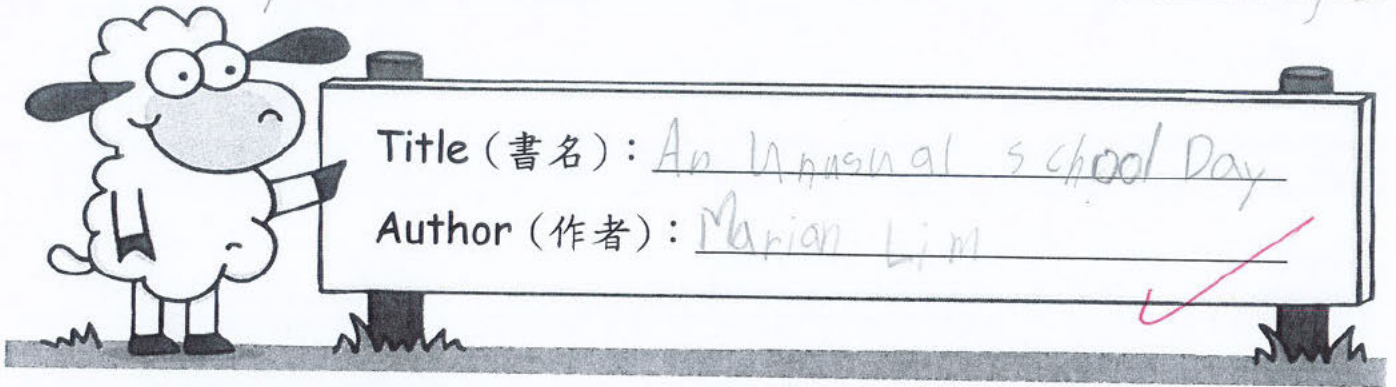 Title (書名): An Unusual school Day
Author (作者): Marian Lim